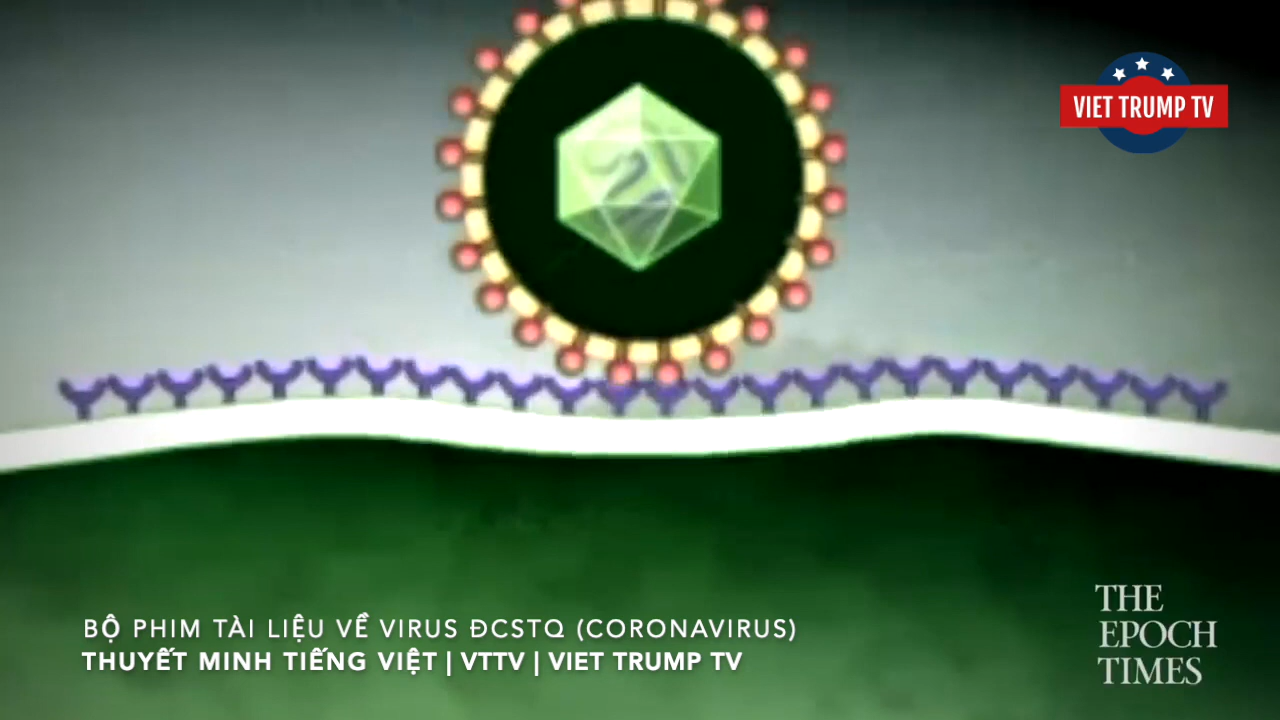 VIET TRUMP TV
BỘ PHIM TÀI LIỆU VỀ VIRUS ĐCSTQ (CORONAVIRUS)
THUYẾT MINH TIẾNG VIỆT | VTTV | VIET TRUMP TV
THE
EPOCH
TIMES